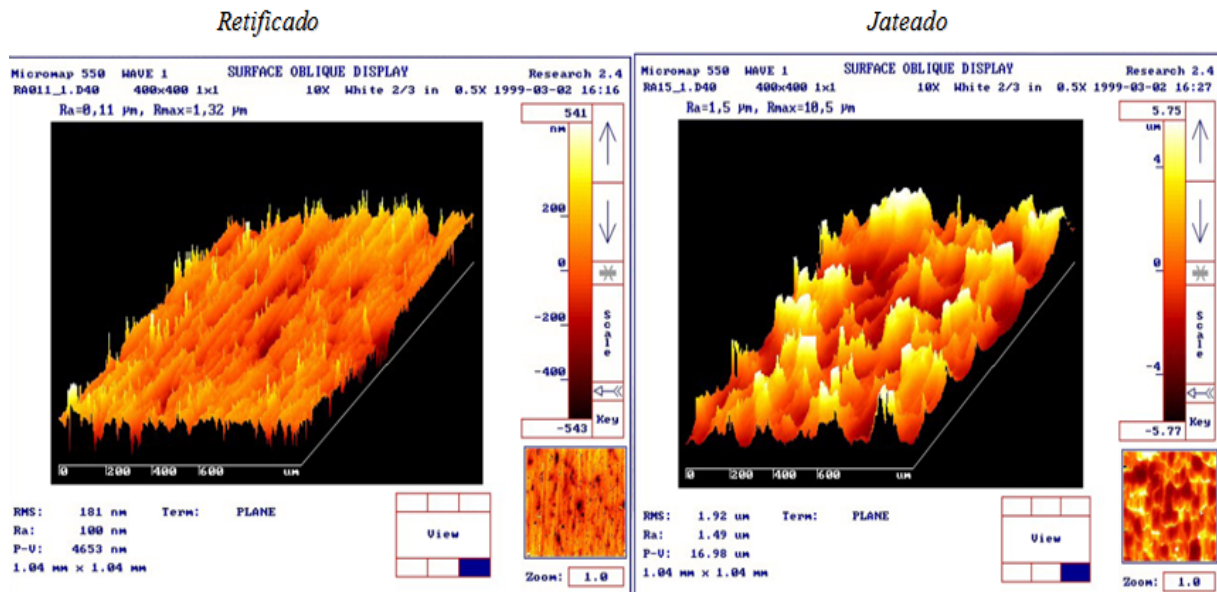 Retificado
Micromap 550 WAVE 1 SURFACE OBLIQUE DISPLAY Research 2.4
RA011_1.D40 400x400 1x1 10X White 2/3 in 0.5X 1999-03-02 16:16
Ra=0,11 µm, Rmax=1,32 µm
541
nm
200
0
-200
-400
-543
Scale
Key
0 200 400 600 um
RMS: 181 nm Term: PLANE
Ra: 100 nm
P-V: 4653 nm
1.04 mm x 1.04 mm
View
Zoom: 1.0
Jateado
Micromap 550 WAVE 1 SURFACE OBLIQUE DISPLAY Research 2.4
RA15_1.D40 400x400 1x1 10X White 2/3 in 0.5X 1999-03-02 16:27
Ra=1,5 µm, Rmax=10,5 µm
5.75
um
4
0
-4
-5.77
Scale
Key
0 200 400 600 um
RMS: 1.92 um Term: PLANE
Ra: 1.49 um
P-V: 16.98 um
1.04 mm x 1.04 mm
View
Zoom: 1.0